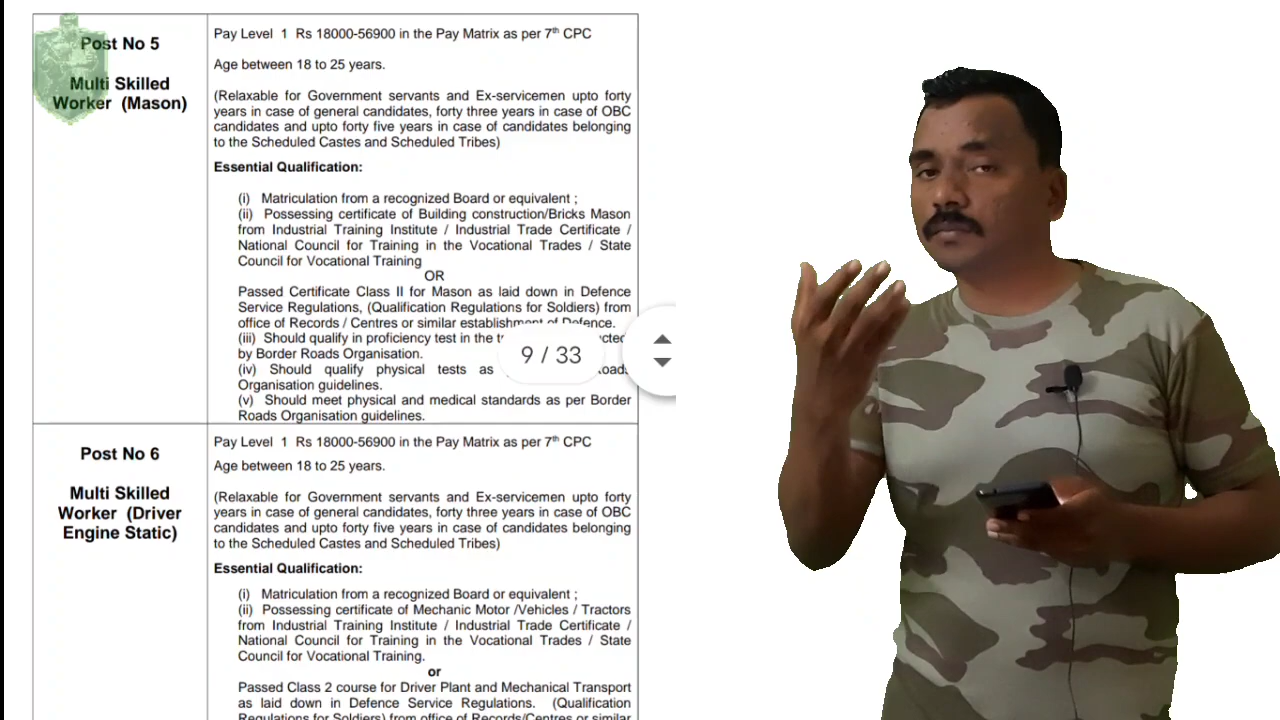 Post No 5
Multi Skilled
Worker (Mason)
Pay Level 1 Rs 18000-56900 in the Pay Matrix as per 7th CPC
Age between 18 to 25 years.
(Relaxable for Government servants and Ex-servicemen upto forty
years in case of general candidates, forty three years in case of OBC
candidates and upto forty five years in case of candidates belonging
to the Scheduled Castes and Scheduled Tribes)
Essential Qualification:
(i) Matriculation from a recognized Board or equivalent ;
(ii) Possessing certificate of Building construction/Bricks Mason
from Industrial Training Institute / Industrial Trade Certificate /
National Council for Training in the Vocational Trades / State
Council for Vocational Training
OR
Passed Certificate Class II for Mason as laid down in Defence
Service Regulations, (Qualification Regulations for Soldiers) from
office of Records / Centres or similar establishment of Defence.
(iii) Should qualify in proficiency test in the
by Border Roads Organisation.
(iv) Should qualify physical tests as
Organisation guidelines.
(v) Should meet physical and medical standards as per Border
Roads Organisation guidelines.
9 / 33
Post No 6
Multi Skilled
Worker (Driver
Engine Static)
Pay Level 1 Rs 18000-56900 in the Pay Matrix as per 7th CPC
Age between 18 to 25 years.
(Relaxable for Government servants and Ex-servicemen upto forty
years in case of general candidates, forty three years in case of OBC
candidates and upto forty five years in case of candidates belonging
to the Scheduled Castes and Scheduled Tribes)
Essential Qualification:
(i) Matriculation from a recognized Board or equivalent ;
(ii) Possessing certificate of Mechanic Motor /Vehicles / Tractors
from Industrial Training Institute / Industrial Trade Certificate /
National Council for Training in the Vocational Trades / State
Council for Vocational Training.
or
Passed Class 2 course for Driver Plant and Mechanical Transport
as laid down in Defence Service Regulations. (Qualification
Regulations for Soldiers) from office of Records/Centres or similar